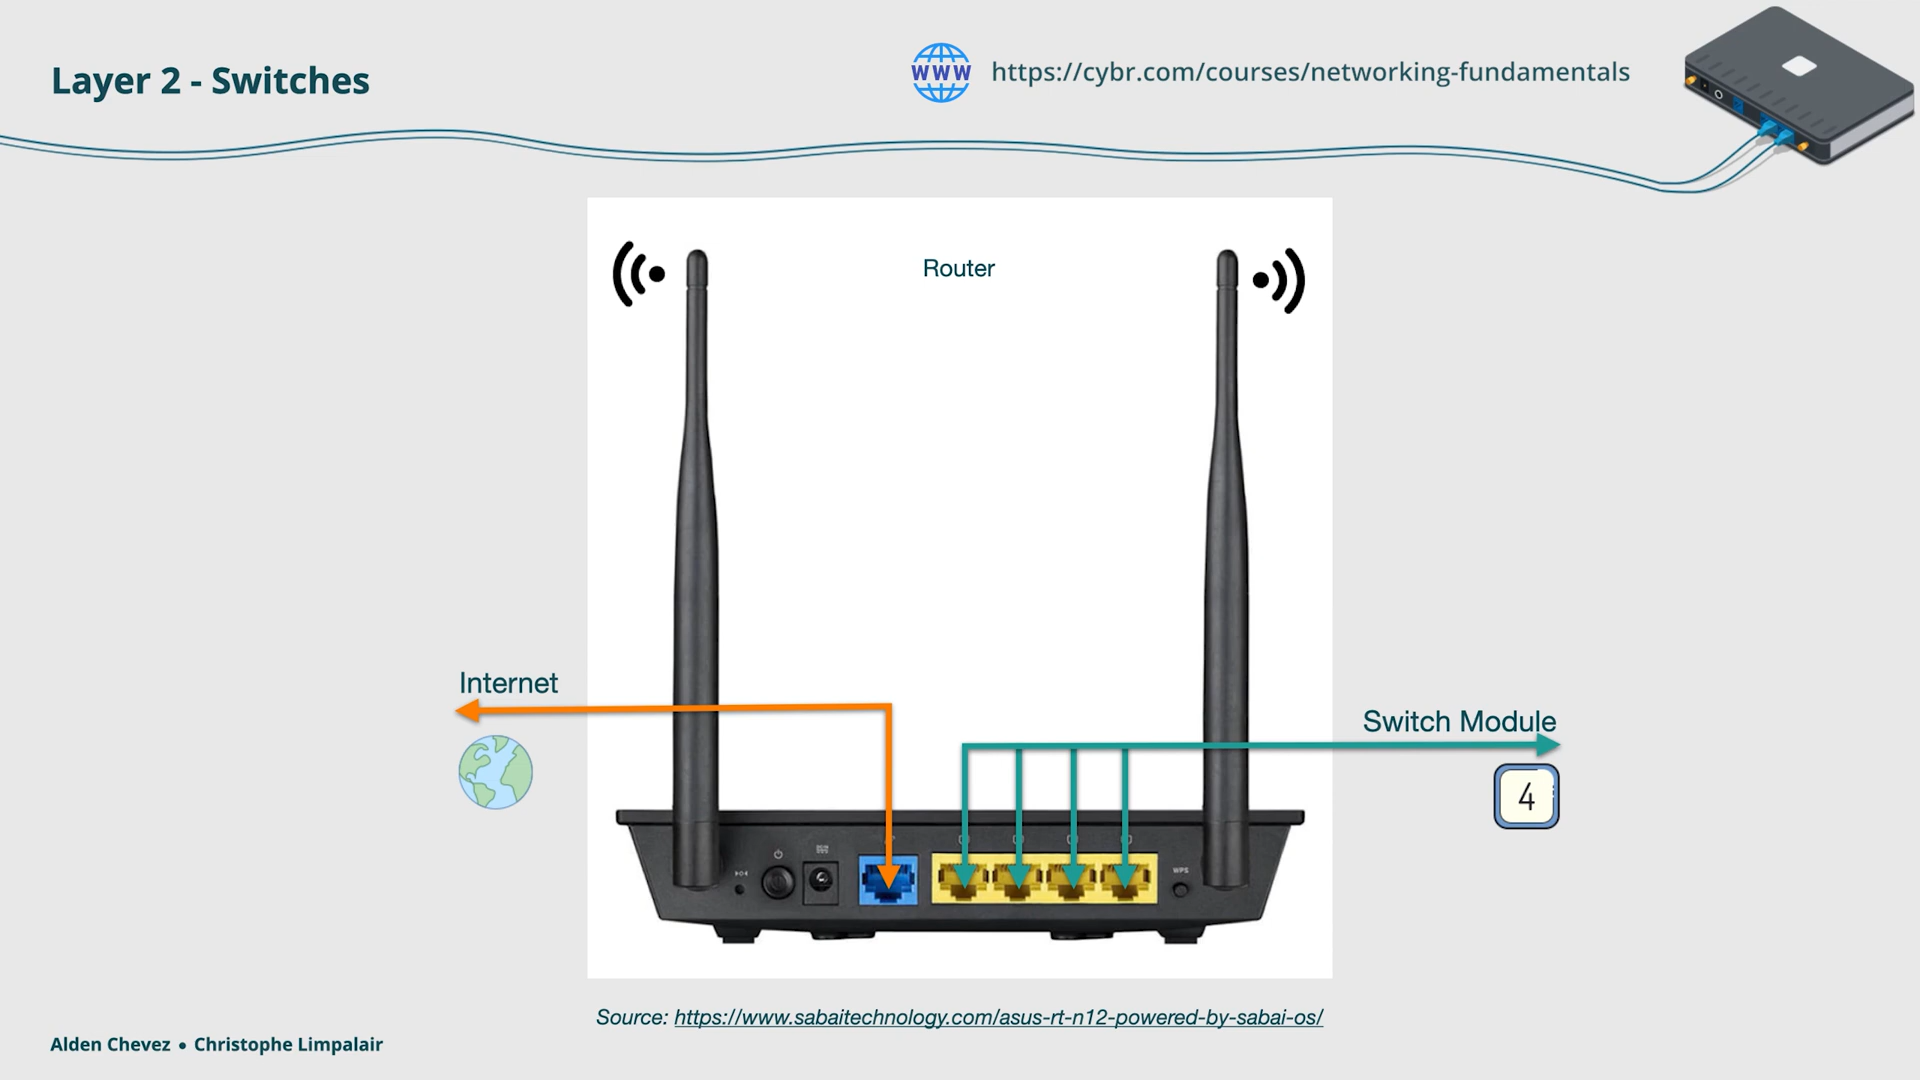 Layer 2 - Switches
WWW
https://cybr.com/courses/networking-fundamentals
Router
Internet
Switch Module
4
WPS
Source: https://www.sabaitechnology.com/asus-rt-n12-powered-by-sabai-os/
Alden Chevez • Christophe Limpalair